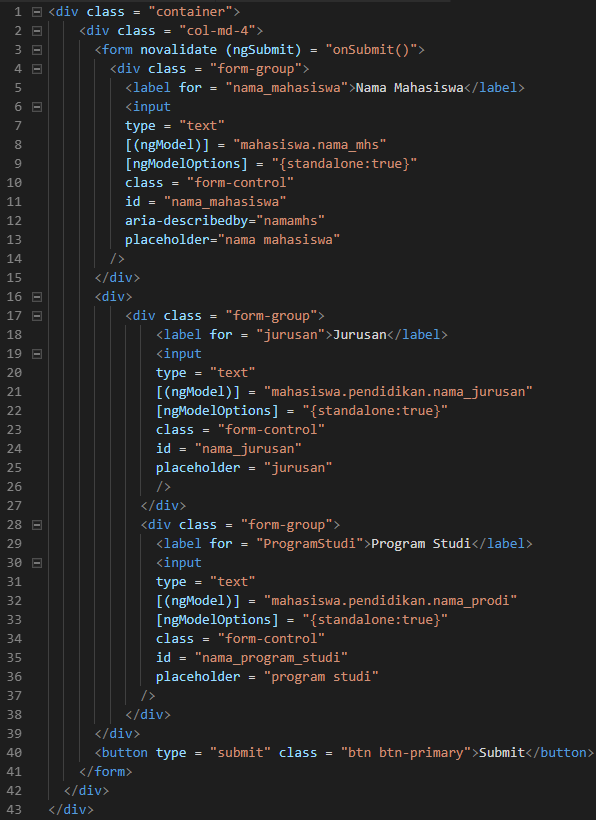 1 <div class = "container">
2 <div class = "col-md-4">
3 <form novalidate (ngSubmit) = "onSubmit()">
4 <div class = "form-group">
5 <label for = "nama_mahasiswa">Nama Mahasiswa</label>
6 <input
7 type = "text"
8 [(ngModel)] = "mahasiswa.nama_mhs"
9 [ngModelOptions] = "{standalone:true}"
10 class = "form-control"
11 id = "nama_mahasiswa"
12 aria-describedby="namamhs"
13 placeholder="nama mahasiswa"
14 />
15 </div>
16 <div>
17 <div class = "form-group">
18 <label for = "jurusan">Jurusan</label>
19 <input
20 type = "text"
21 [(ngModel)] = "mahasiswa.pendidikan.nama_jurusan"
22 [ngModelOptions] = "{standalone:true}"
23 class = "form-control"
24 id = "nama_jurusan"
25 placeholder = "jurusan"
26 />
27 </div>
28 <div class = "form-group">
29 <label for = "ProgramStudi">Program Studi</label>
30 <input
31 type = "text"
32 [(ngModel)] = "mahasiswa.pendidikan.nama_prodi"
33 [ngModelOptions] = "{standalone:true}"
34 class = "form-control"
35 id = "nama_program_studi"
36 placeholder = "program studi"
37 />
38 </div>
39 </div>
40 <button type = "submit" class = "btn btn-primary">Submit</button>
41 </form>
42 </div>
43 </div>